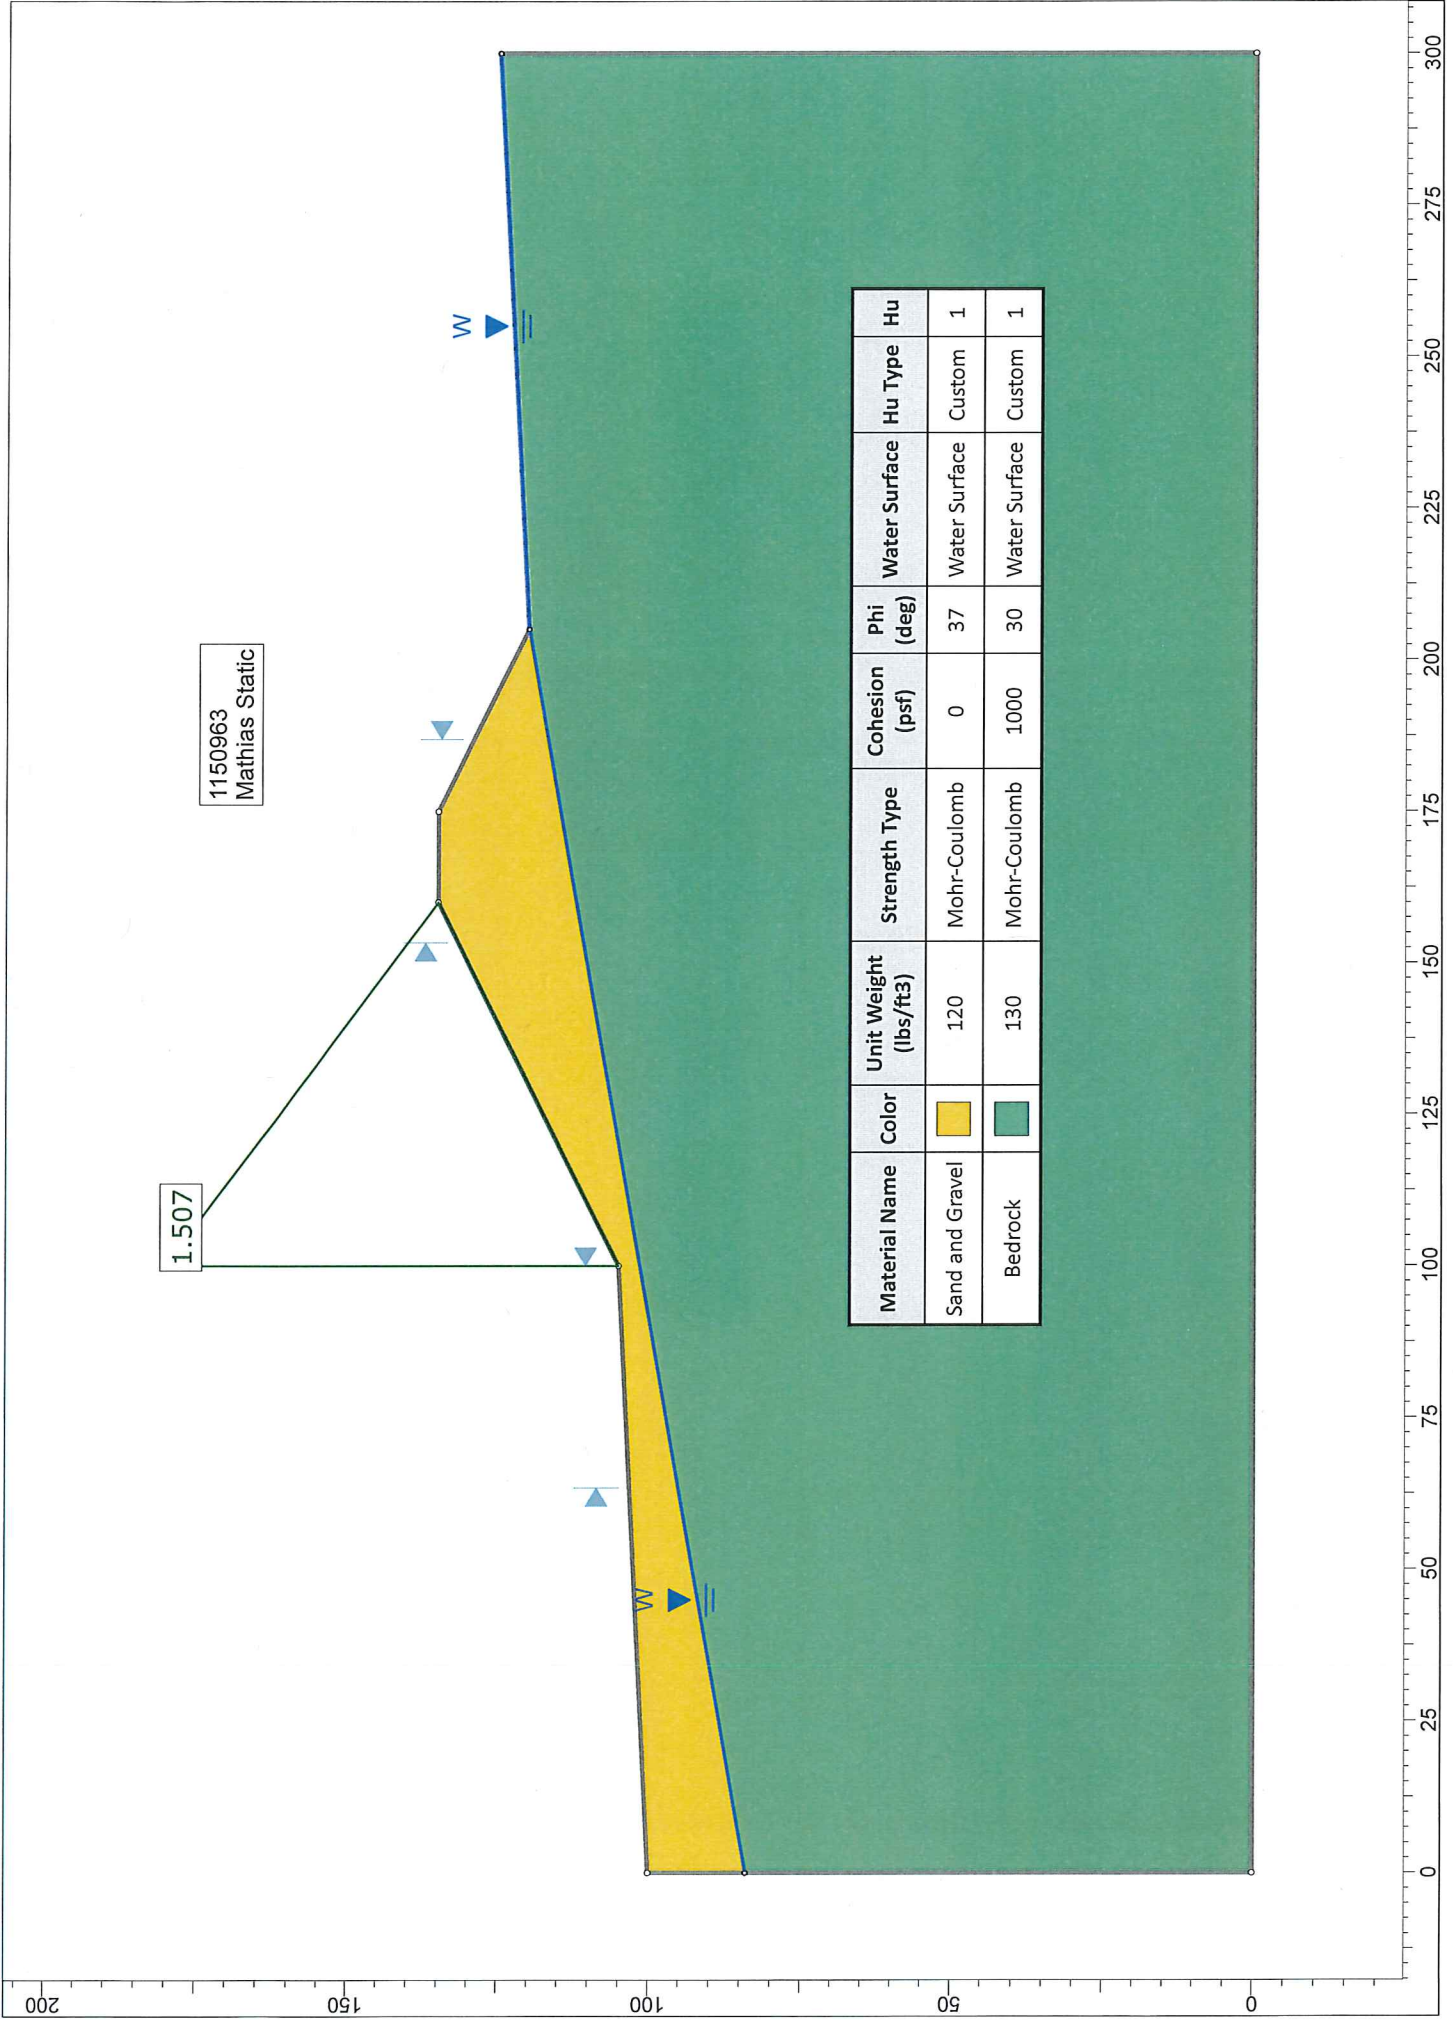 1150963
Mathias Static
1.507
W
W
Material Name Color Unit Weight (lbs/ft3) Strength Type Cohesion (psf) Phi (deg) Water Surface Hu Type Hu
Sand and Gravel 120 Mohr-Coulomb 0 37 Water Surface Custom 1
Bedrock 130 Mohr-Coulomb 1000 30 Water Surface Custom 1
200
150
100
50
0
0 25 50 75 100 125 150 175 200 225 250 275 300